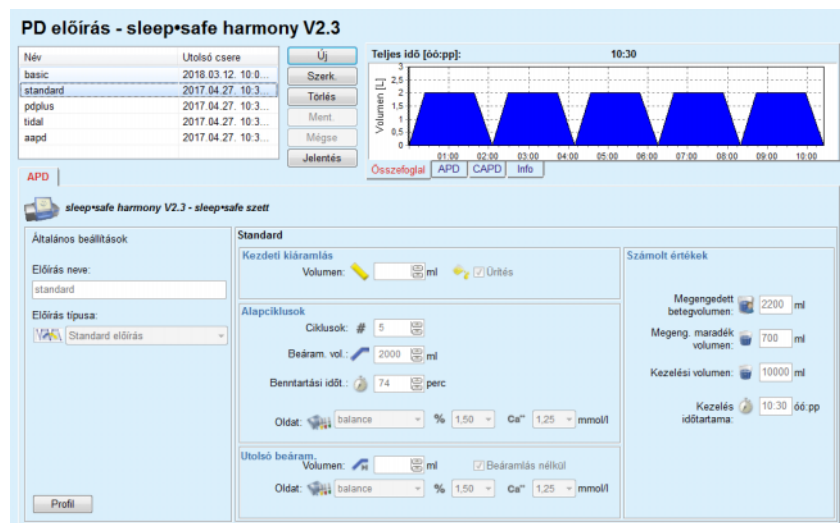 PD előírás - sleep•safe harmony V2.3
Név Utolsó csere
basic 2018.03.12. 10:0...
standard 2017.04.27. 10:3...
pdplus 2017.04.27. 10:3...
tidal 2017.04.27. 10:3...
aapd 2017.04.27. 10:3...
Új
Szerk.
Törlés
Ment.
Mégse
Jelentés
Teljes idő [óó:pp]: 10:30
Volumen [L]
3
2,5
2
1,5
1
0,5
0
01:00 02:00 03:00 04:00 05:00 06:00 07:00 08:00 09:00 10:00
Összefoglal APD CAPD Info
APD
sleep•safe harmony V2.3 - sleep•safe szett
Általános beállítások
Előírás neve:
standard
Előírás típusa:
Standard előírás
Profil
Standard
Kezdeti kiáramlás
Volumen: ml Ürítés
Alapciklusok
Ciklusok: # 5
Beáram. vol.: 2000 ml
Benntartási időt.: 74 perc
Oldat: balance % 1,50 Ca⁺⁺ 1,25 mmol/l
Utolsó beáram.
Volumen: ml Beáramlás nélkül
Oldat: balance % 1,50 Ca⁺⁺ 1,25 mmol/l
Számolt értékek
Megengedett betegvolumen: 2200 ml
Megeng. maradék volumen: 700 ml
Kezelési volumen: 10000 ml
Kezelés időtartama: 10:30 óó:pp